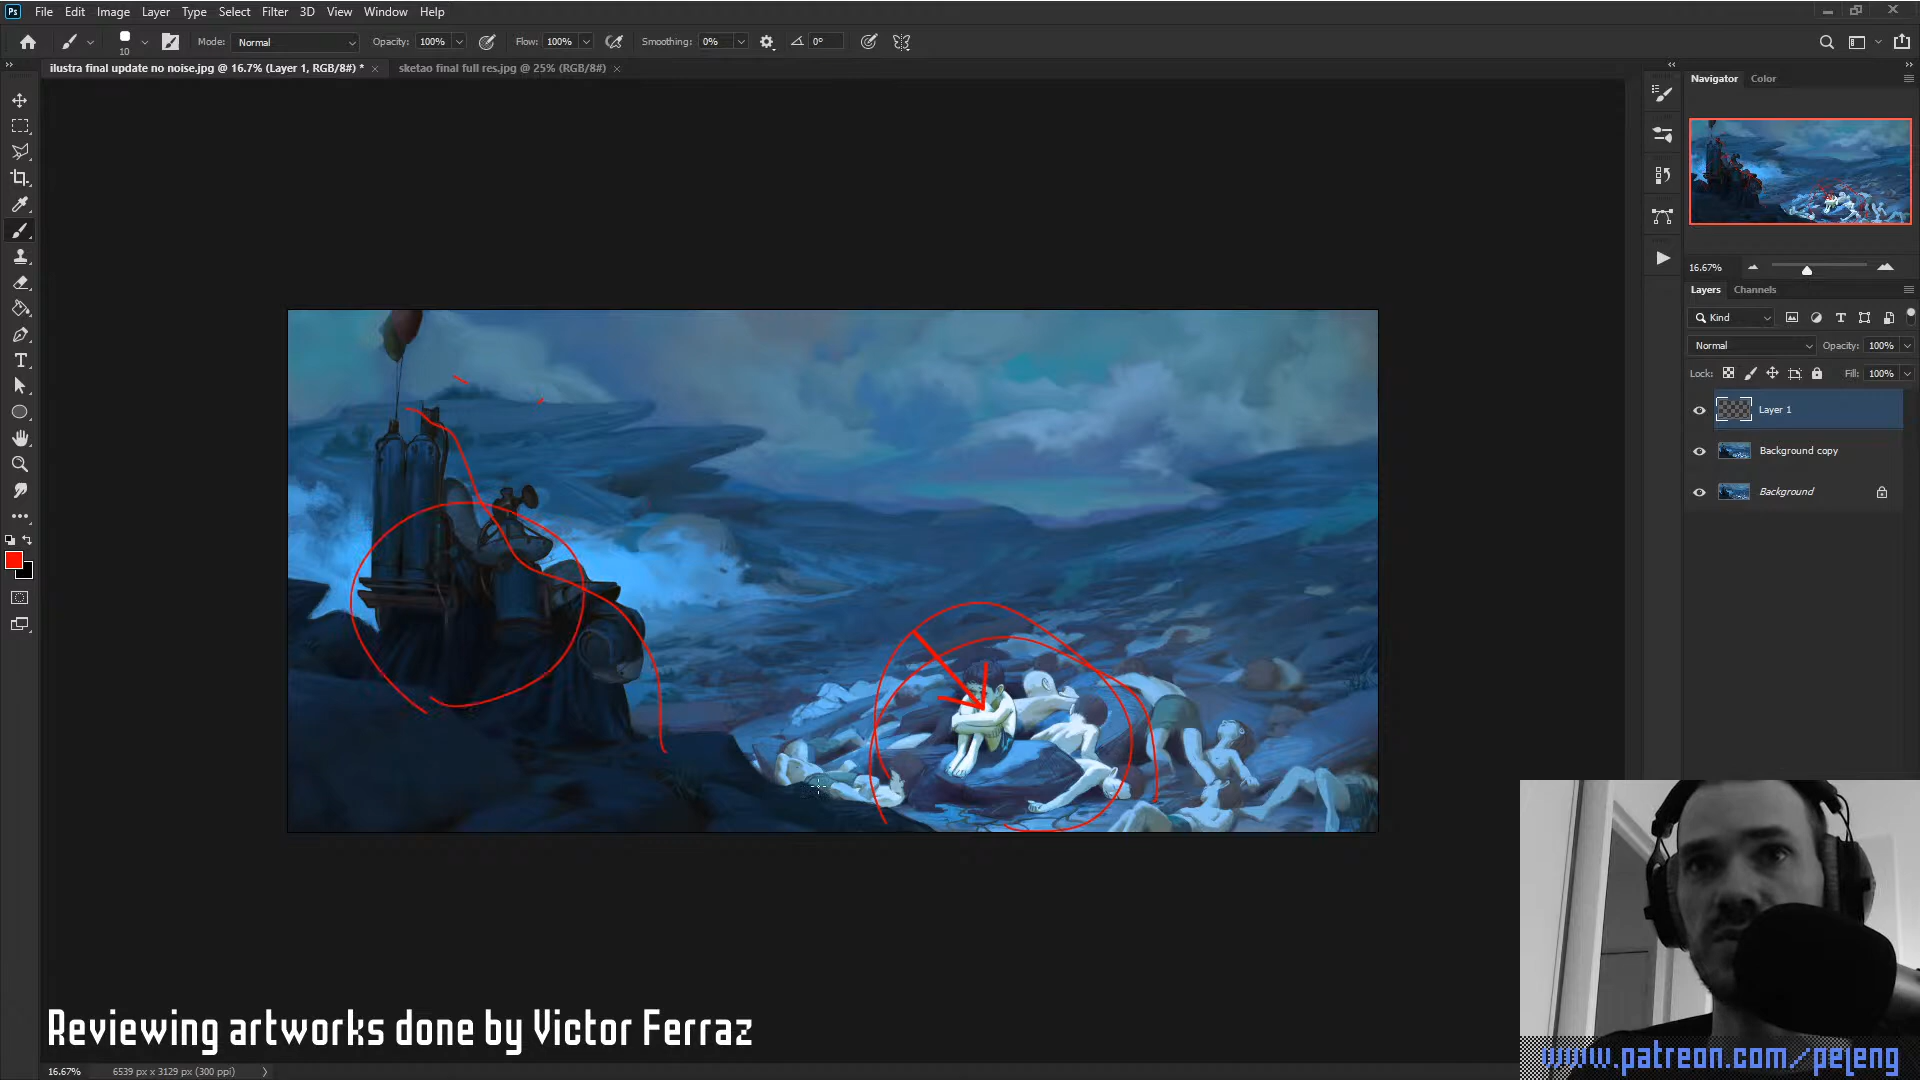 Ps File Edit Image Layer Type Select Filter 3D View Window Help
10 Mode: Normal Opacity: 100% Flow: 100% Smoothing: 0% 0°
ilustra final update no noise.jpg @ 16.7% (Layer 1, RGB/8#) * × sketao final full res.jpg @ 25% (RGB/8#) ×
Navigator Color
16.67%
Layers Channels
Kind
Normal Opacity: 100%
Lock: Fill: 100%
Layer 1
Background copy
Background
Reviewing artworks done by Victor Ferraz
www.patreon.com/peleng
16.67% 6539 px x 3129 px (300 ppi)